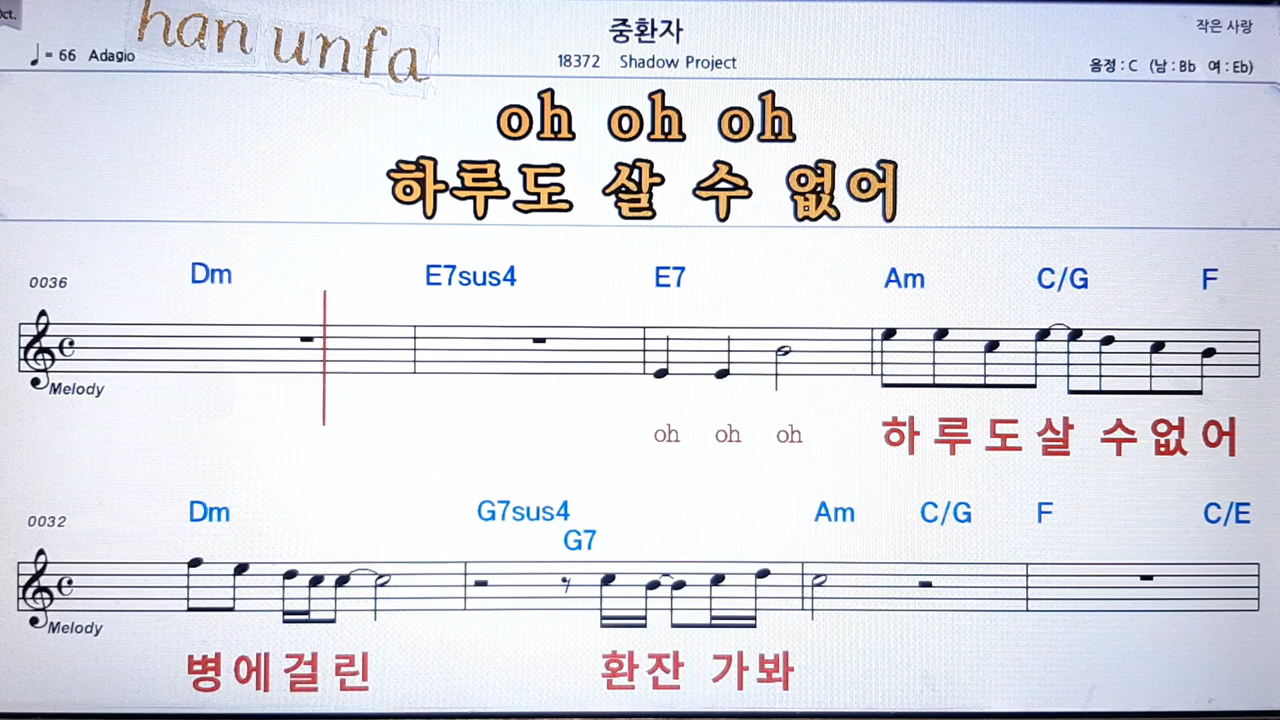 Oct.
han unfa
♩= 66 Adagio
중환자
18372 Shadow Project
작은 사랑
음정 : C (남 : Bb 여 : Eb)
oh oh oh
하루도 살 수 없어
0036
Dm E7sus4 E7 Am C/G F
Melody
oh oh oh 하루도살 수없어
0032
Dm G7sus4 G7 Am C/G F C/E
Melody
병에걸린 환잔 가봐